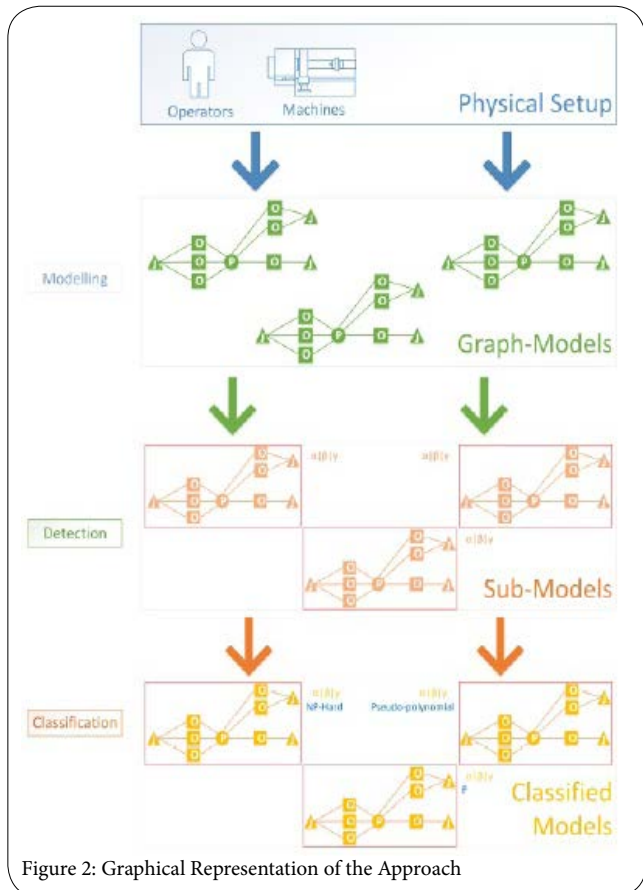 Operators
Machines
Physical Setup
Modelling
O
O
O
O
O
P
O
O
O
O
O
P
O
O
O
O
O
P
O
O
O
Graph-Models
Detection
α|β|γ
α|β|γ
O
O
O
O
O
P
O
O
O
O
O
P
O
O
O
α|β|γ
O
O
O
P
O
O
O
Sub-Models
Classification
α|β|γ
NP-Hard
α|β|γ
Pseudo-polynomial
O
O
O
O
O
P
O
O
O
O
O
P
O
O
O
α|β|γ
P
O
O
O
P
O
O
O
Classified
Models
Figure 2: Graphical Representation of the Approach